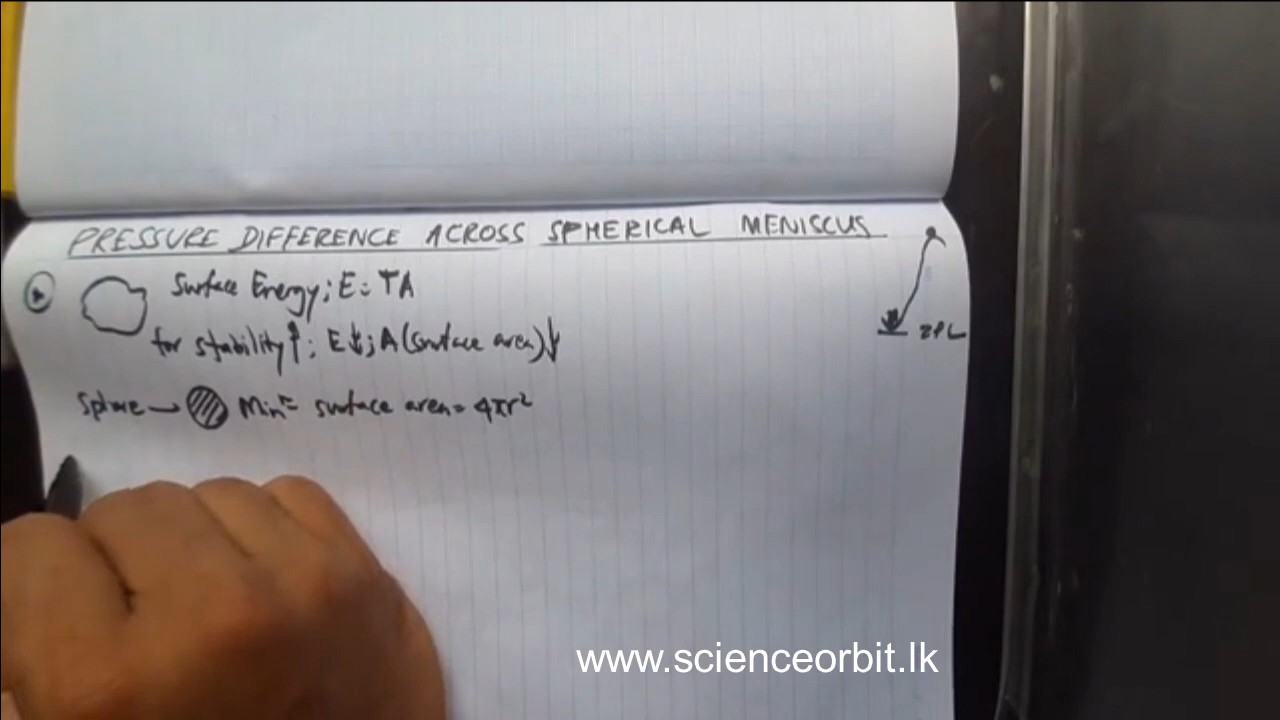 PRESSURE DIFFERENCE ACROSS SPHERICAL MENISCUS
Surface Energy; E = TA
for stability↑; E↓; A (surface area)↓
ZPL
Sphere → Min^m surface area = 4πr²
www.scienceorbit.lk